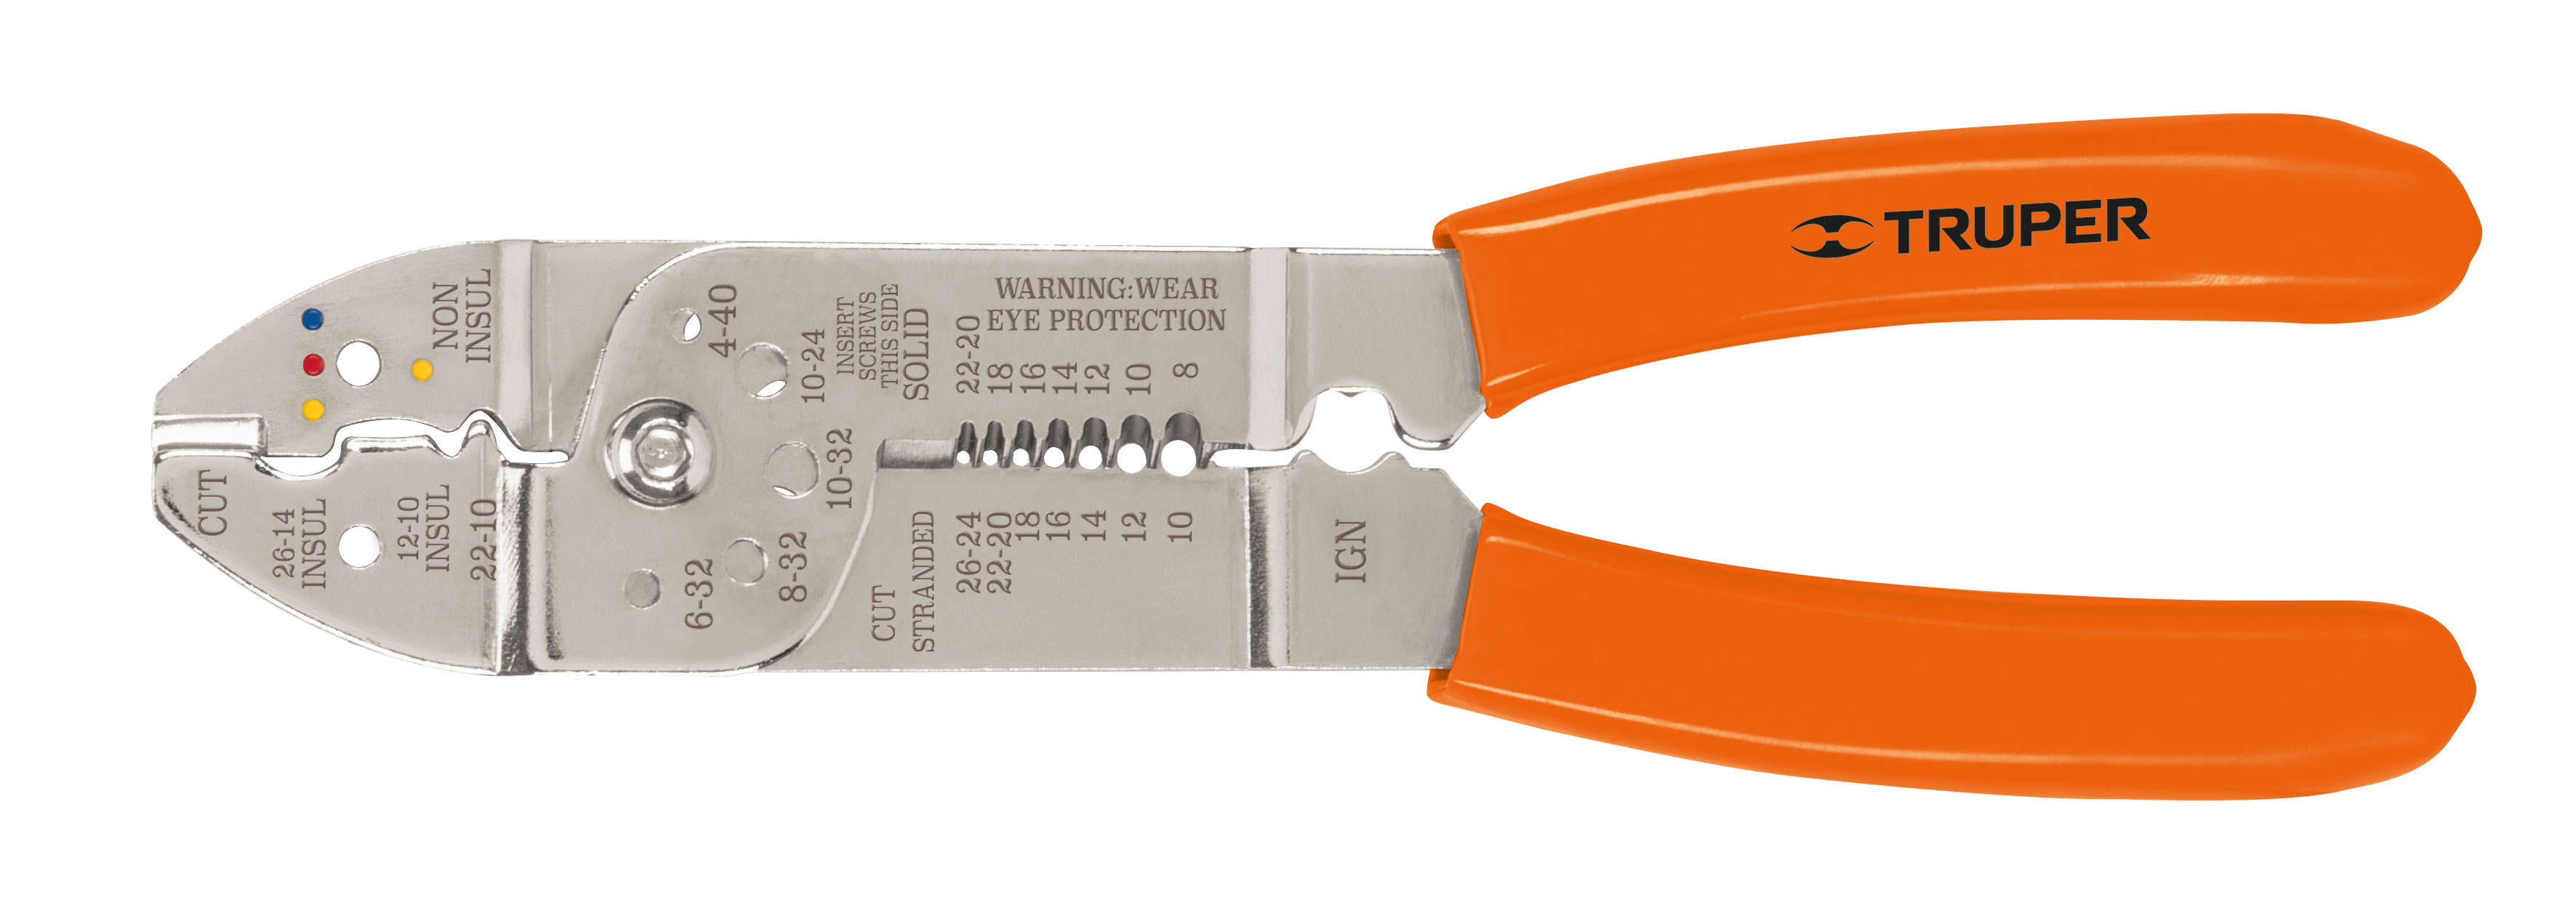 TRUPER
NON
INSUL
CUT
26-14
INSUL
12-10
INSUL
22-10
4-40
10-24
10-32
8-32
6-32
INSERT
SCREWS
THIS SIDE
SOLID
WARNING:WEAR
EYE PROTECTION
22-20 18 16 14 12 10 8
CUT
STRANDED
26-24 22-20 18 16 14 12 10
IGN